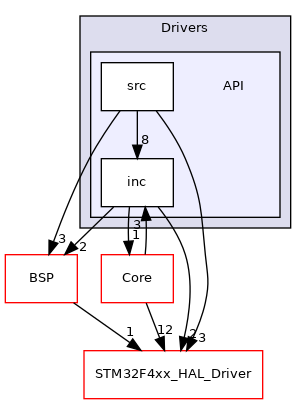 Drivers
src
API
8
inc
3
2
3
1
BSP
Core
1
12
2
3
STM32F4xx_HAL_Driver